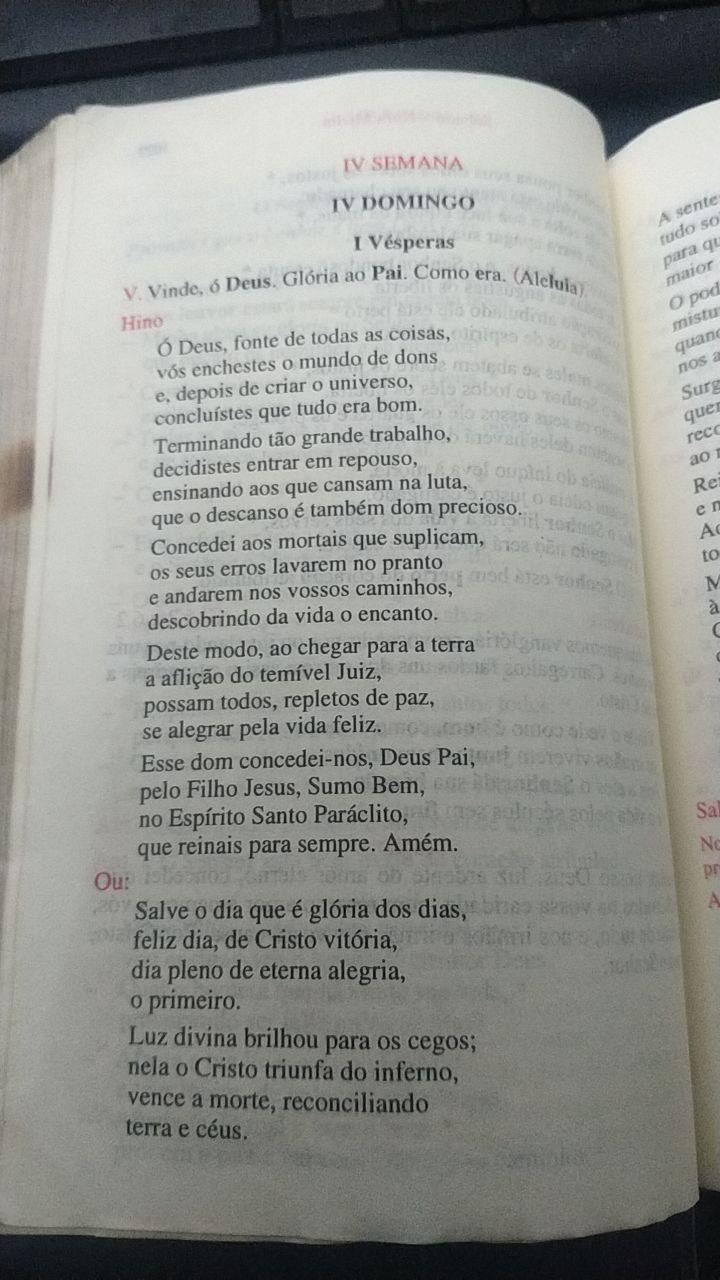 IV SEMANA
IV DOMINGO
I Vésperas
V. Vinde, ó Deus. Glória ao Pai. Como era. (Aleluia)
Hino
Ó Deus, fonte de todas as coisas,
vós enchestes o mundo de dons
e, depois de criar o universo,
concluístes que tudo era bom.
Terminando tão grande trabalho,
decidistes entrar em repouso,
ensinando aos que cansam na luta,
que o descanso é também dom precioso.
Concedei aos mortais que suplicam,
os seus erros lavarem no pranto
e andarem nos vossos caminhos,
descobrindo da vida o encanto.
Deste modo, ao chegar para a terra
a aflição do temível Juiz,
possam todos, repletos de paz,
se alegrar pela vida feliz.
Esse dom concedei-nos, Deus Pai,
pelo Filho Jesus, Sumo Bem,
no Espírito Santo Paráclito,
que reinais para sempre. Amém.
Ou:
Salve o dia que é glória dos dias,
feliz dia, de Cristo vitória,
dia pleno de eterna alegria,
o primeiro.
Luz divina brilhou para os cegos;
nela o Cristo triunfa do inferno,
vence a morte, reconciliando
terra e céus.
A sente
tudo so
para qu
maior
O pod
mistu
quand
nos a
Surg
quer
reco
ao
Rei
e n
Ac
to
M
à
Sal
No
pr
A